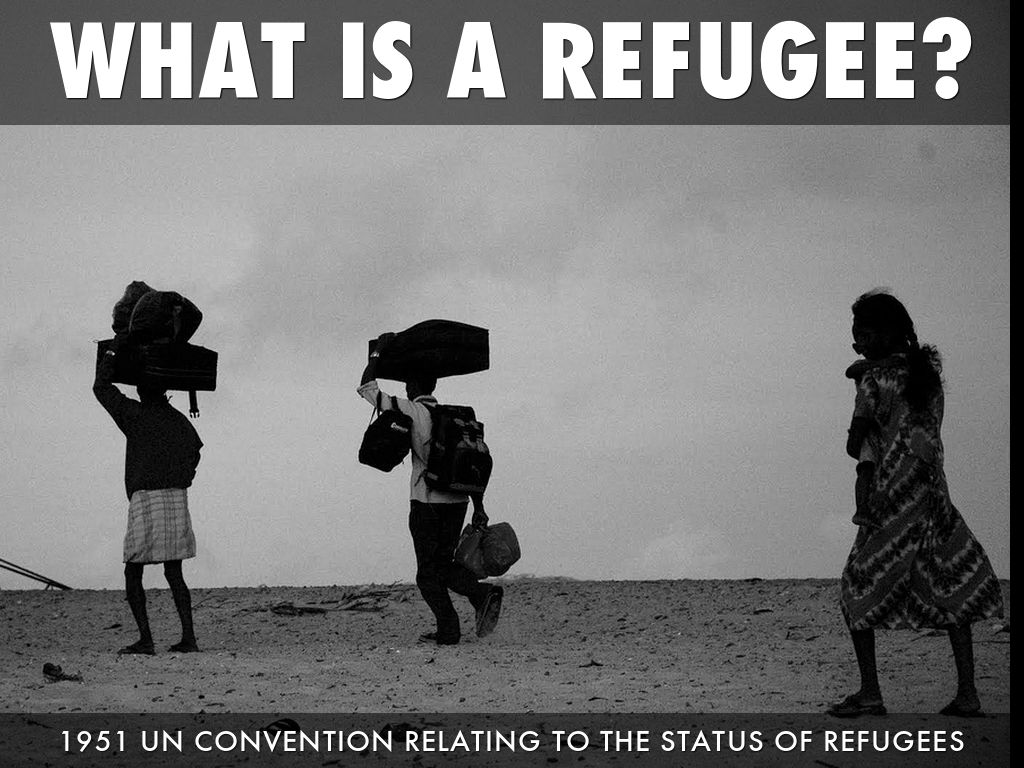 WHAT IS A REFUGEE?
1951 UN CONVENTION RELATING TO THE STATUS OF REFUGEES